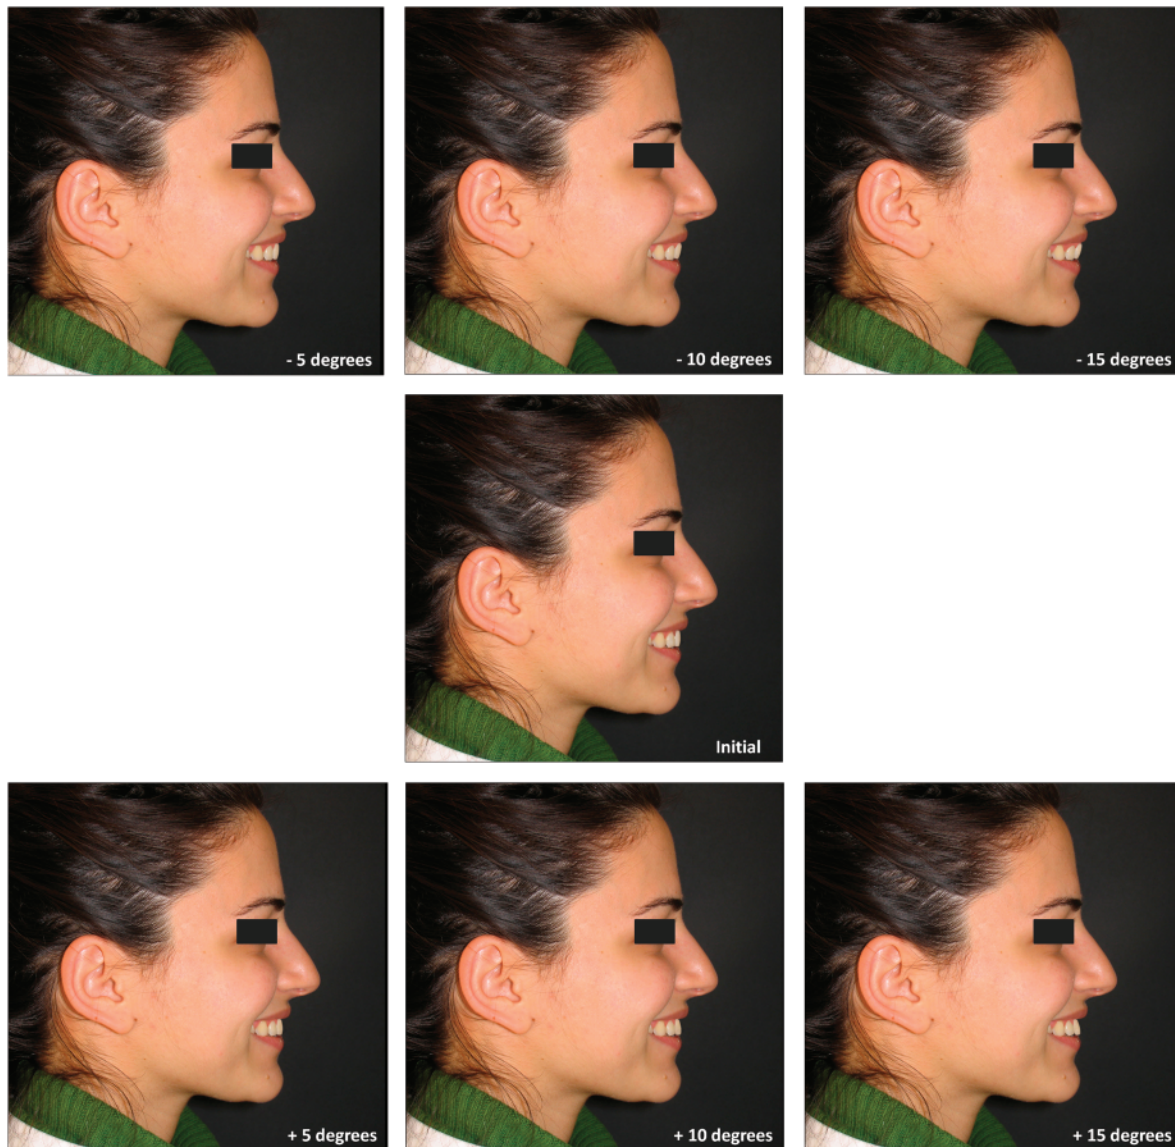 - 5 degrees
- 10 degrees
- 15 degrees
Initial
+ 5 degrees
+ 10 degrees
+ 15 degrees